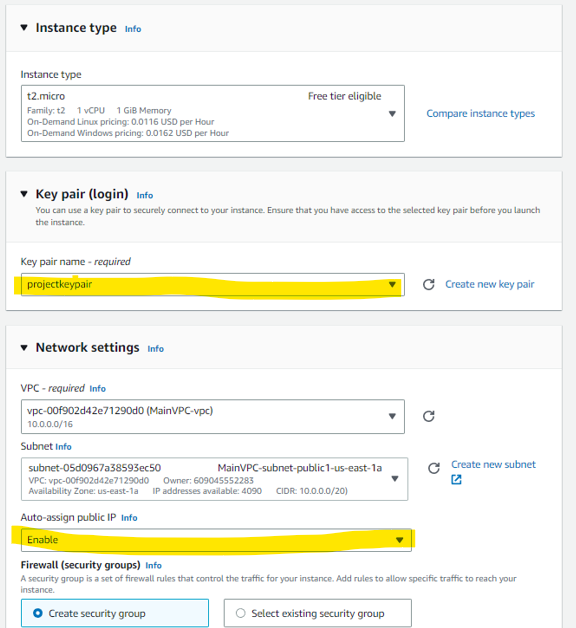 Instance type Info
Instance type
t2.micro Free tier eligible
Family: t2 1 vCPU 1 GiB Memory
On-Demand Linux pricing: 0.0116 USD per Hour
On-Demand Windows pricing: 0.0162 USD per Hour
Compare instance types
Key pair (login) Info
You can use a key pair to securely connect to your instance. Ensure that you have access to the selected key pair before you launch
the instance.
Key pair name - required
projectkeypair
Create new key pair
Network settings Info
VPC - required Info
vpc-00f902d42e71290d0 (MainVPC-vpc)
10.0.0.0/16
Subnet Info
subnet-05d0967a38593ec50 MainVPC-subnet-public1-us-east-1a
VPC: vpc-00f902d42e71290d0 Owner: 609045552283
Availability Zone: us-east-1a IP addresses available: 4090 CIDR: 10.0.0.0/20)
Create new subnet
Auto-assign public IP Info
Enable
Firewall (security groups) Info
A security group is a set of firewall rules that control the traffic for your instance. Add rules to allow specific traffic to reach your
instance.
Create security group
Select existing security group